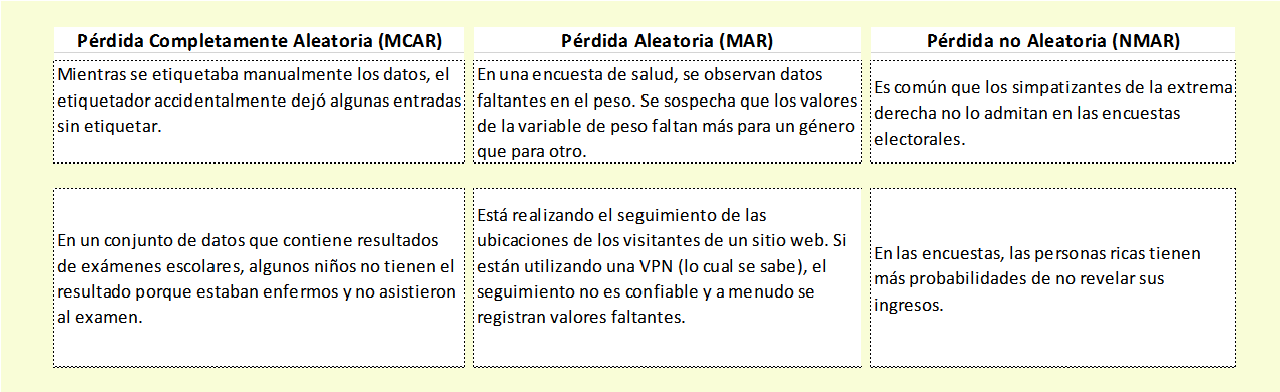 Pérdida Completamente Aleatoria (MCAR)
Pérdida Aleatoria (MAR)
Pérdida no Aleatoria (NMAR)
Mientras se etiquetaba manualmente los datos, el
etiquetador accidentalmente dejó algunas entradas
sin etiquetar.
En una encuesta de salud, se observan datos
faltantes en el peso. Se sospecha que los valores
de la variable de peso faltan más para un género
que para otro.
Es común que los simpatizantes de la extrema
derecha no lo admitan en las encuestas
electorales.
En un conjunto de datos que contiene resultados
de exámenes escolares, algunos niños no tienen el
resultado porque estaban enfermos y no asistieron
al examen.
Está realizando el seguimiento de las
ubicaciones de los visitantes de un sitio web. Si
están utilizando una VPN (lo cual se sabe), el
seguimiento no es confiable y a menudo se
registran valores faltantes.
En las encuestas, las personas ricas tienen
más probabilidades de no revelar sus
ingresos.